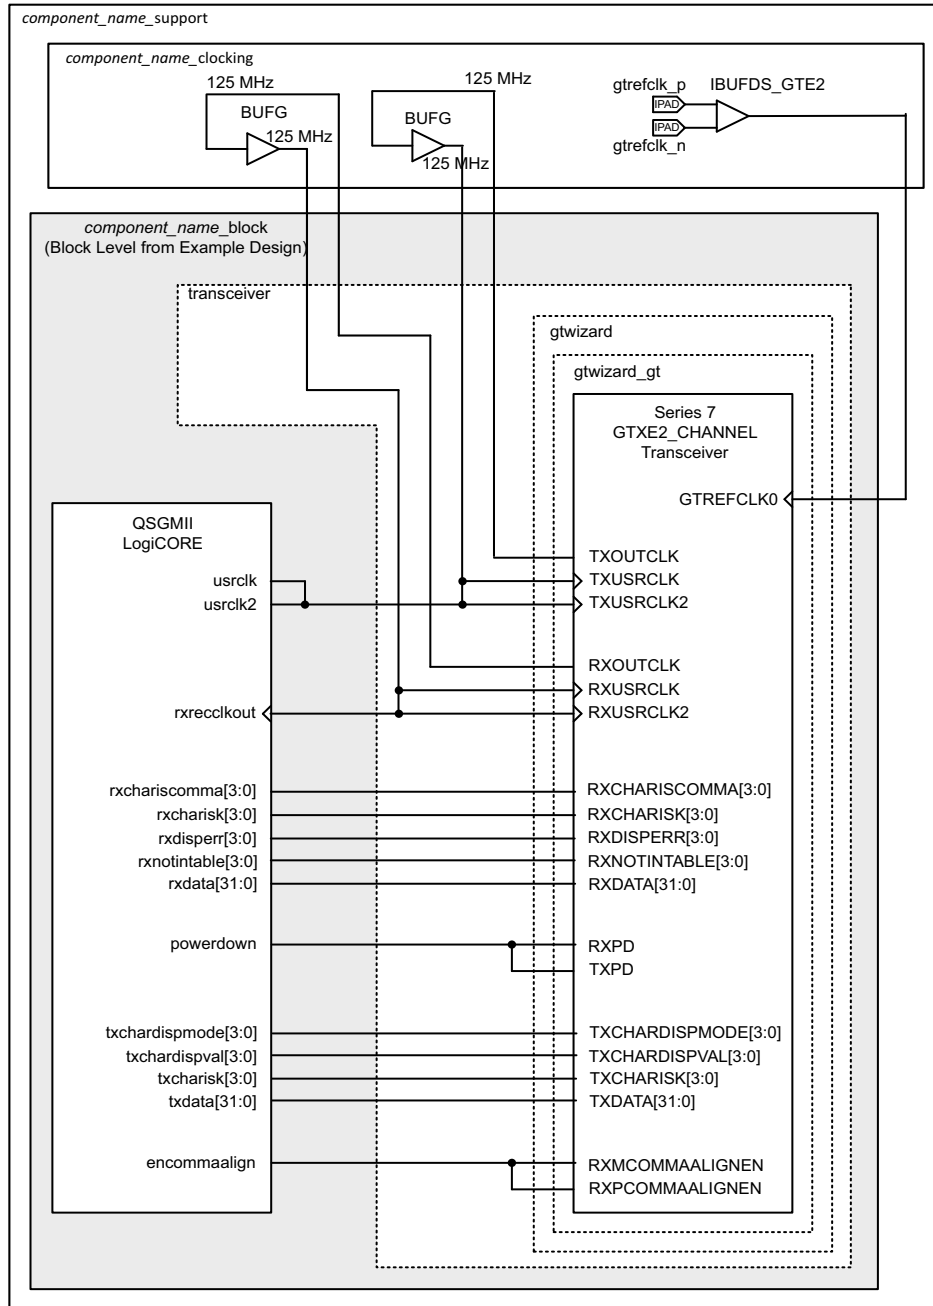 component_name_support
component_name_clocking
125 MHz
BUFG
125 MHz
125 MHz
BUFG
125 MHz
gtrefclk_p
IBUFDS_GTE2
IPAD
IPAD
gtrefclk_n
component_name_block
(Block Level from Example Design)
transceiver
gtwizard
gtwizard_gt
Series 7
GTXE2_CHANNEL
Transceiver
GTREFCLK0
QSGMII
LogiCORE
TXOUTCLK
usrclk
TXUSRCLK
usrclk2
TXUSRCLK2
RXOUTCLK
RXUSRCLK
rxrecclkout
RXUSRCLK2
rxchariscomma[3:0]
RXCHARISCOMMA[3:0]
rxcharisk[3:0]
RXCHARISK[3:0]
rxdisperr[3:0]
RXDISPERR[3:0]
rxnotintable[3:0]
RXNOTINTABLE[3:0]
rxdata[31:0]
RXDATA[31:0]
powerdown
RXPD
TXPD
txchardispmode[3:0]
TXCHARDISPMODE[3:0]
txchardispval[3:0]
TXCHARDISPVAL[3:0]
txcharisk[3:0]
TXCHARISK[3:0]
txdata[31:0]
TXDATA[31:0]
encommaalign
RXMCOMMAALIGNEN
RXPCOMMAALIGNEN